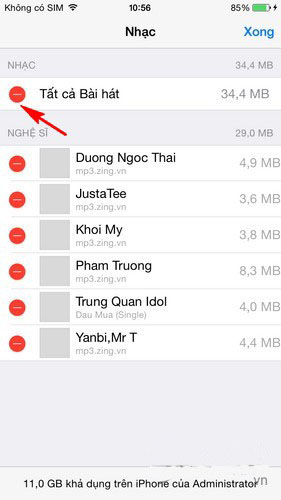 Không có SIM 10:56 85%
Nhạc Xong
NHẠC 34,4 MB
Tất cả Bài hát 34,4 MB
NGHỆ SĨ 29,0 MB
Duong Ngoc Thai 4,9 MB
mp3.zing.vn
JustaTee 3,6 MB
mp3.zing.vn
Khoi My 3,8 MB
mp3.zing.vn
Pham Truong 8,3 MB
mp3.zing.vn
Trung Quan Idol 4,0 MB
Dau Mua (Single)
Yanbi,Mr T 4,4 MB
mp3.zing.vn
11,0 GB khả dụng trên iPhone của Administrator